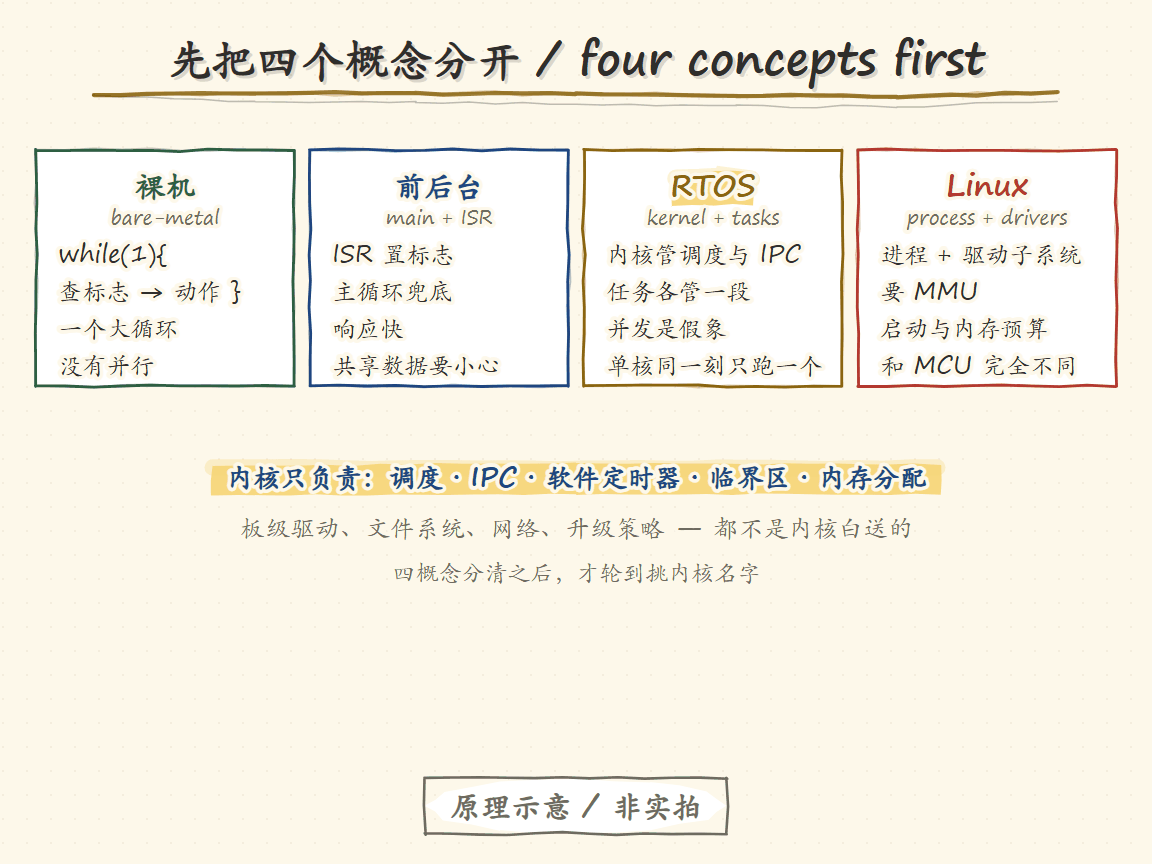 先把四个概念分开 / four concepts first
裸机
bare-metal
while(1){
查标志 → 动作 }
一个大循环
没有并行
前后台
main + ISR
ISR 置标志
主循环兜底
响应快
共享数据要小心
RTOS
kernel + tasks
内核管调度与 IPC
任务各管一段
并发是假象
单核同一刻只跑一个
Linux
process + drivers
进程 + 驱动子系统
要 MMU
启动与内存预算
和 MCU 完全不同
内核只负责：调度 · IPC · 软件定时器 · 临界区 · 内存分配
板级驱动、文件系统、网络、升级策略 — 都不是内核白送的
四概念分清之后，才轮到挑内核名字
原理示意 / 非实拍